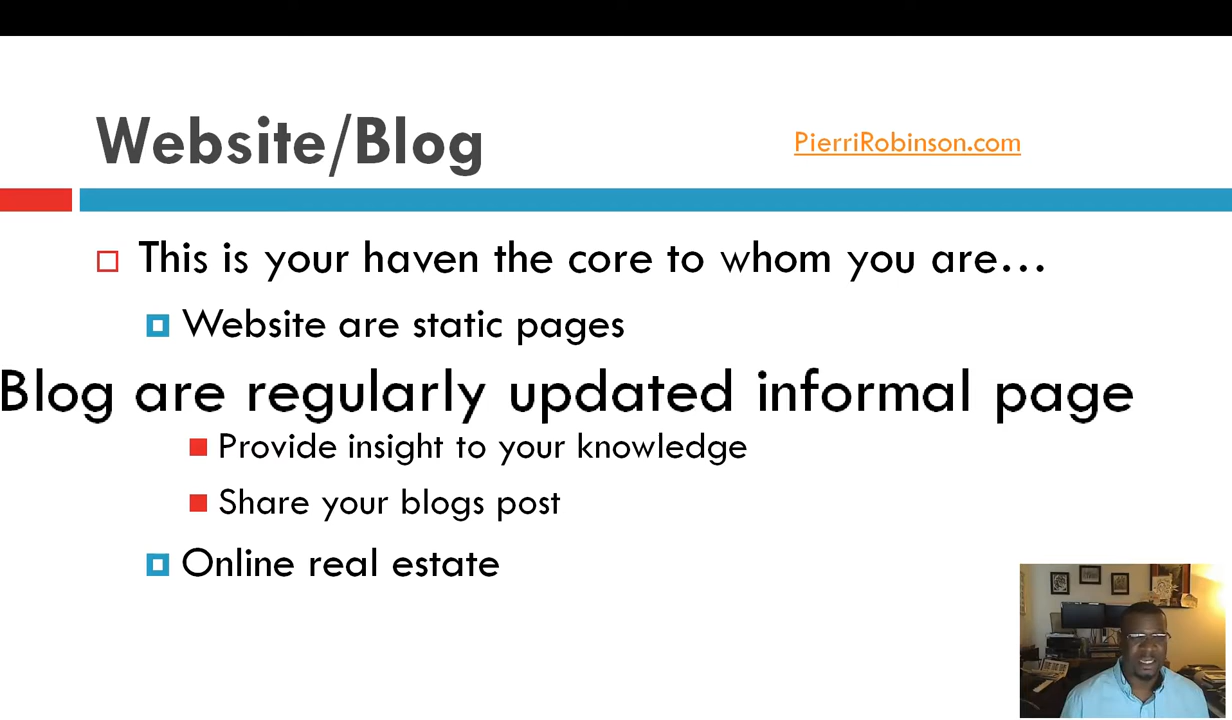 Website/Blog
PierriRobinson.com
This is your haven the core to whom you are…
Website are static pages
Blog are regularly updated informal page
Provide insight to your knowledge
Share your blogs post
Online real estate